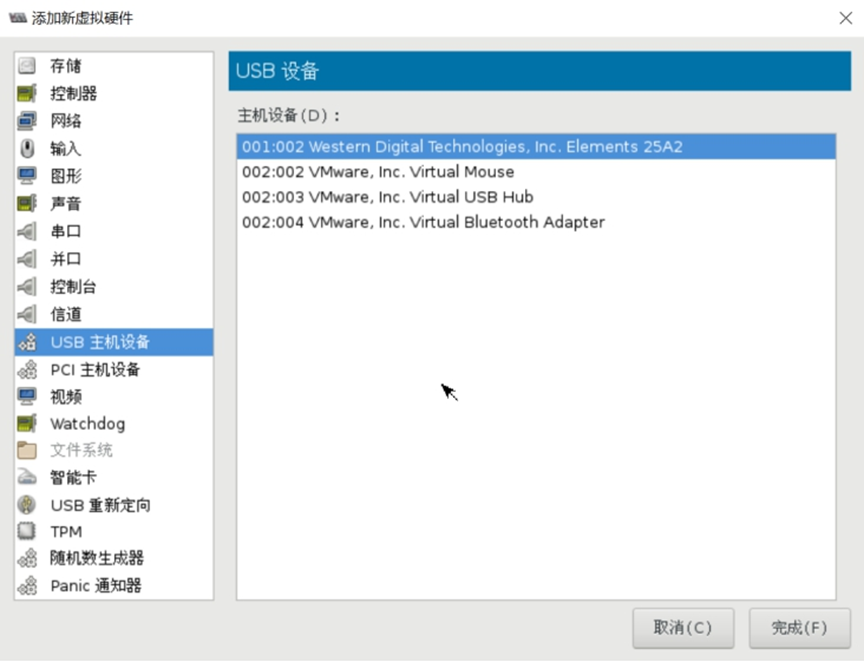 添加新虚拟硬件
存储
控制器
网络
输入
图形
声音
串口
并口
控制台
信道
USB 主机设备
PCI 主机设备
视频
Watchdog
文件系统
智能卡
USB 重新定向
TPM
随机数生成器
Panic 通知器
USB 设备
主机设备(D)：
001:002 Western Digital Technologies, Inc. Elements 25A2
002:002 VMware, Inc. Virtual Mouse
002:003 VMware, Inc. Virtual USB Hub
002:004 VMware, Inc. Virtual Bluetooth Adapter
取消(C)
完成(F)